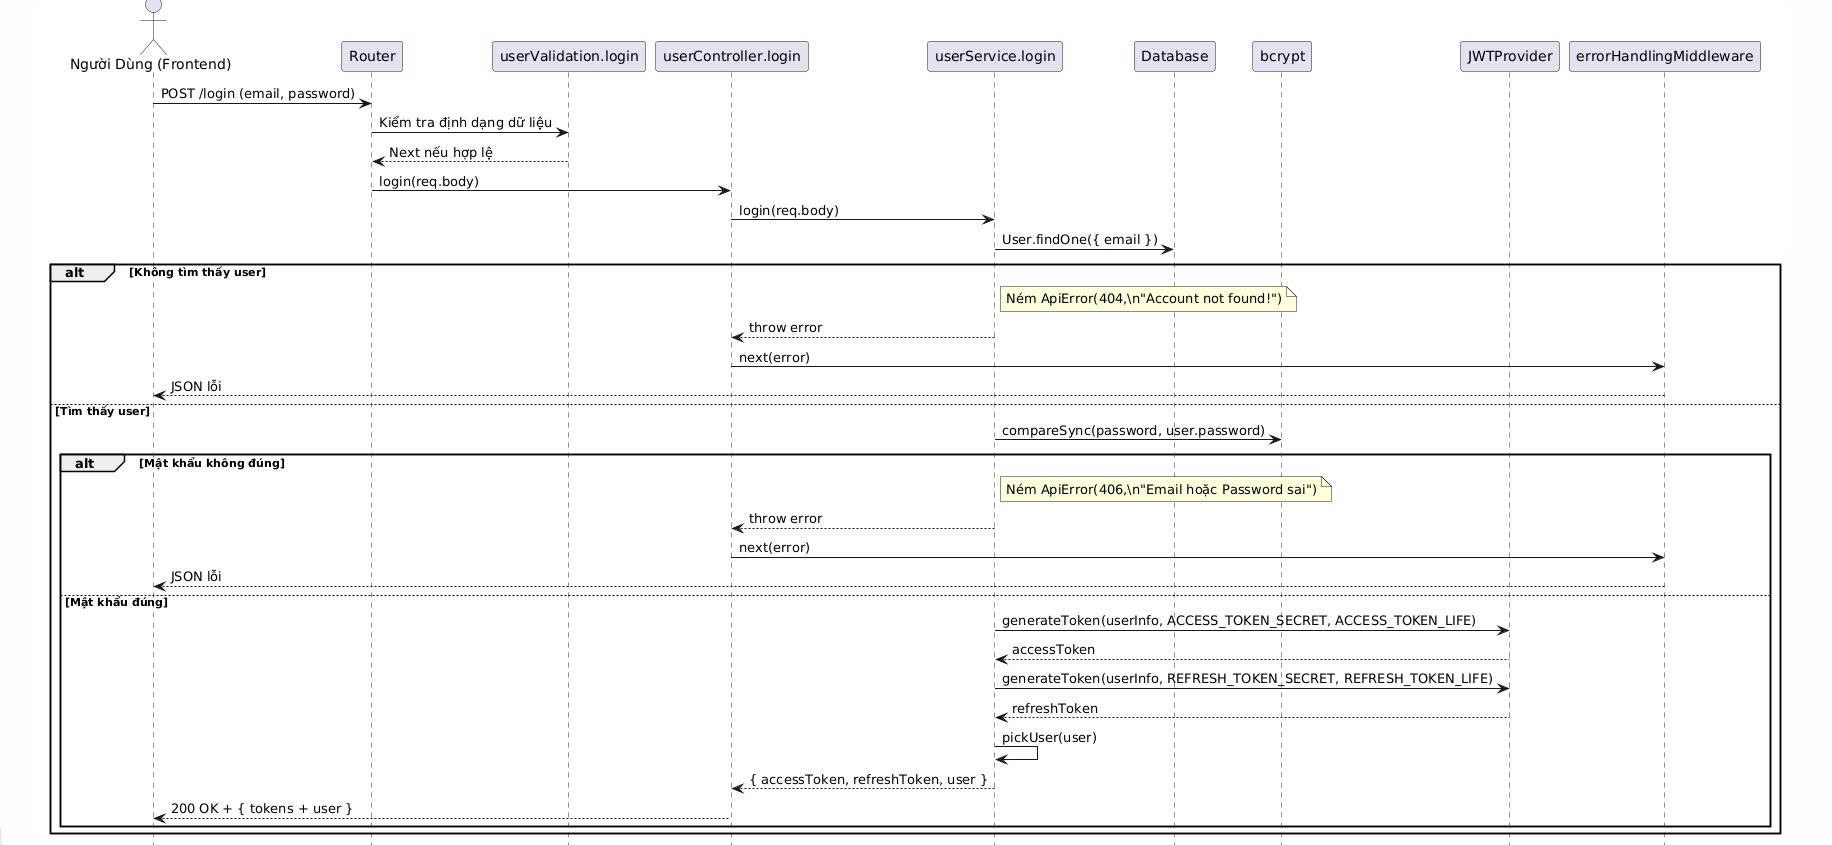 Người Dùng (Frontend)
Router
userValidation.login
userController.login
userService.login
Database
bcrypt
JWTProvider
errorHandlingMiddleware
POST /login (email, password)
Kiểm tra định dạng dữ liệu
Next nếu hợp lệ
login(req.body)
login(req.body)
User.findOne({ email })
alt [Không tìm thấy user]
Ném ApiError(404,\n"Account not found!")
throw error
next(error)
JSON lỗi
[Tìm thấy user]
compareSync(password, user.password)
alt [Mật khẩu không đúng]
Ném ApiError(406,\n"Email hoặc Password sai")
throw error
next(error)
JSON lỗi
[Mật khẩu đúng]
generateToken(userInfo, ACCESS_TOKEN_SECRET, ACCESS_TOKEN_LIFE)
accessToken
generateToken(userInfo, REFRESH_TOKEN_SECRET, REFRESH_TOKEN_LIFE)
refreshToken
pickUser(user)
{ accessToken, refreshToken, user }
200 OK + { tokens + user }